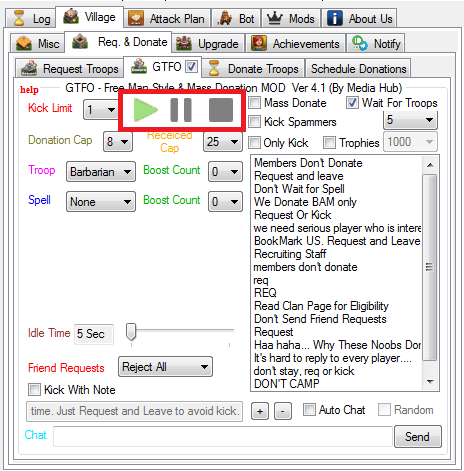 Log Village Attack Plan Bot Mods About Us
Misc Req. & Donate Upgrade Achievements Notify
Request Troops GTFO Donate Troops Schedule Donations
help GTFO - Free Man Style & Mass Donation MOD Ver 4.1 (By Media Hub)
Kick Limit 1
Mass Donate Wait For Troops
Kick Spammers 5
Donation Cap 8 Receiced Cap 25
Only Kick Trophies 1000
Troop Barbarian Boost Count 0
Spell None Boost Count 0
Members Don't Donate
Request and leave
Don't Wait for Spell
We Donate BAM only
Request Or Kick
we need serious player who is intere
BookMark US. Request and Leave
Recruiting Staff
members don't donate
req
REQ
Read Clan Page for Eligibility
Don't Send Friend Requests
Request
Haa haha... Why These Noobs Don
It's hard to reply to every player....
don't stay, req or kick
DON'T CAMP
Idle Time 5 Sec
Friend Requests Reject All
Kick With Note
time. Just Request and Leave to avoid kick. + - Auto Chat Random
Chat Send